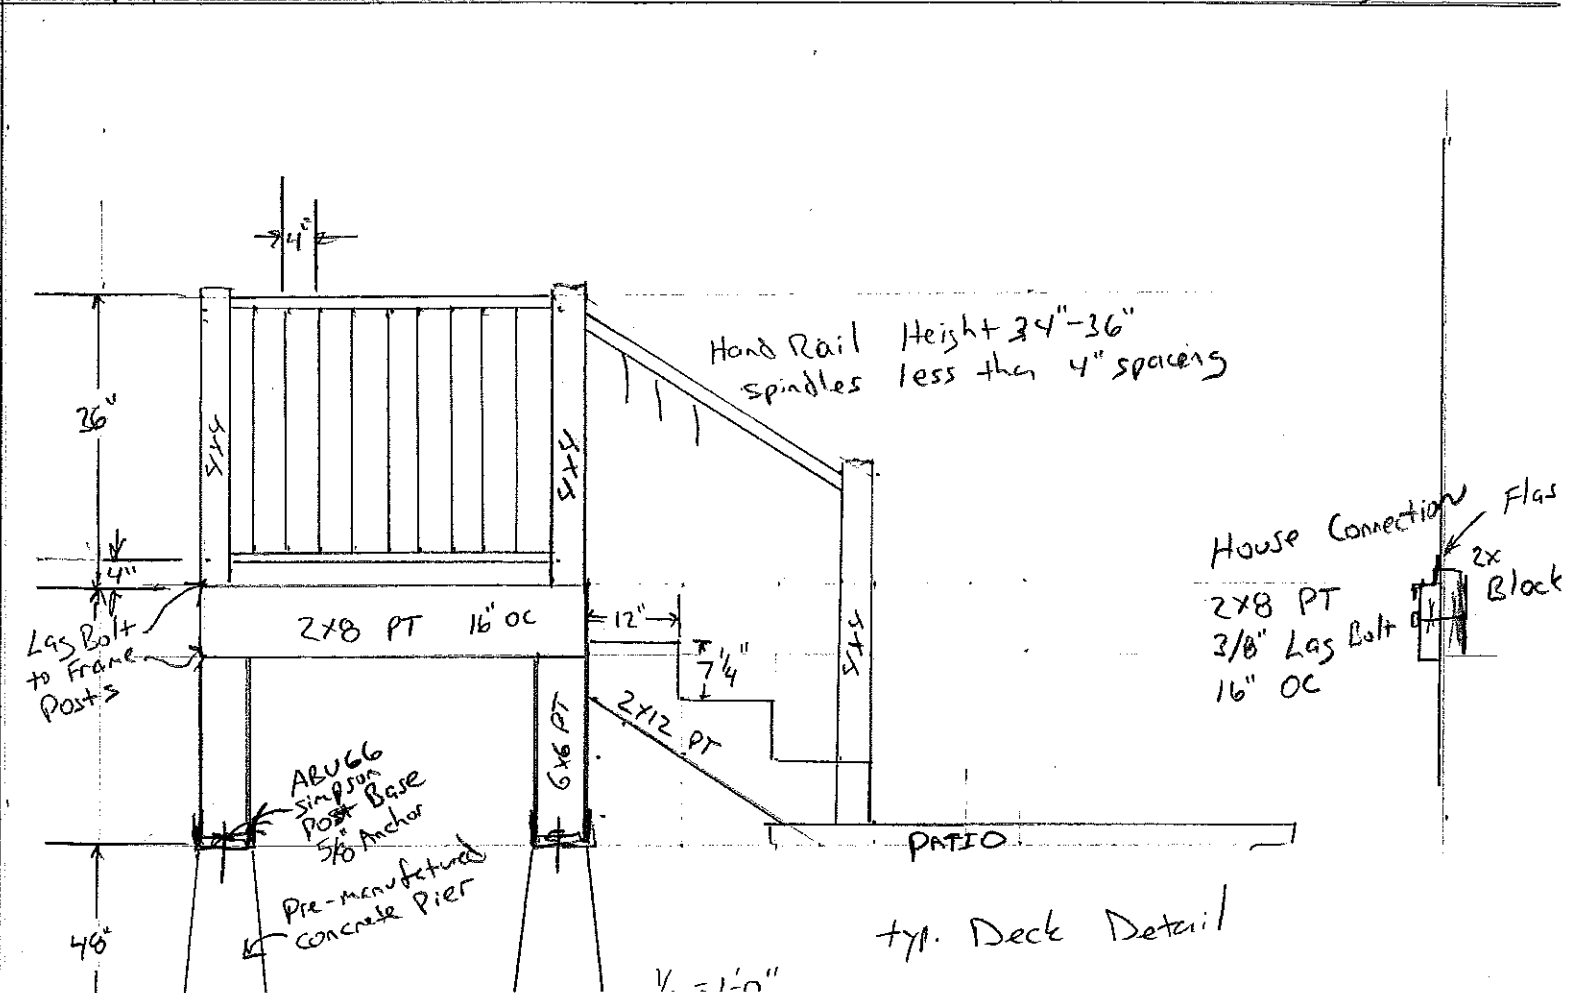 4"
Hand Rail Height 34"-36"
spindles less than 4" spacing
36"
4x4
4x4
4"
Lag Bolt
to Frame
Posts
2x8 PT 16" OC
12"
7 1/4"
2x12 PT
4x4
6x6 PT
ABU66
simpson
Post Base
5/8" Anchor
Pre-manufatured
concrete Pier
48"
PATIO
House Connection
2x8 PT
3/8" Lag Bolt
16" OC
Flas
2x
Block
typ. Deck Detail
=1'-0"